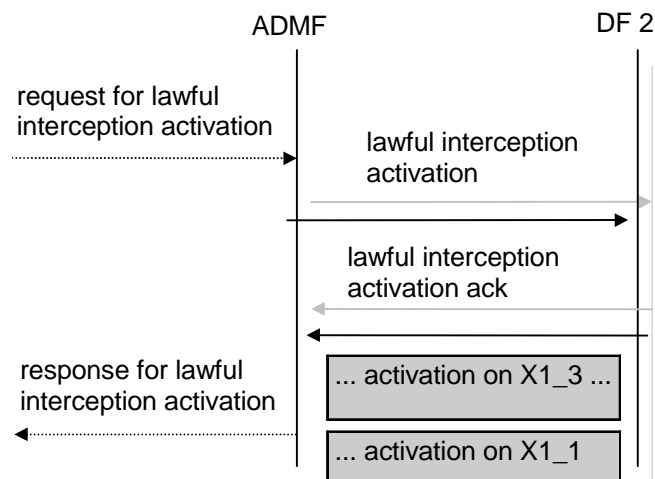 ADMF
DF 2
request for lawful
interception activation
lawful interception
activation
lawful interception
activation ack
response for lawful
interception activation
... activation on X1_3 ...
... activation on X1_1